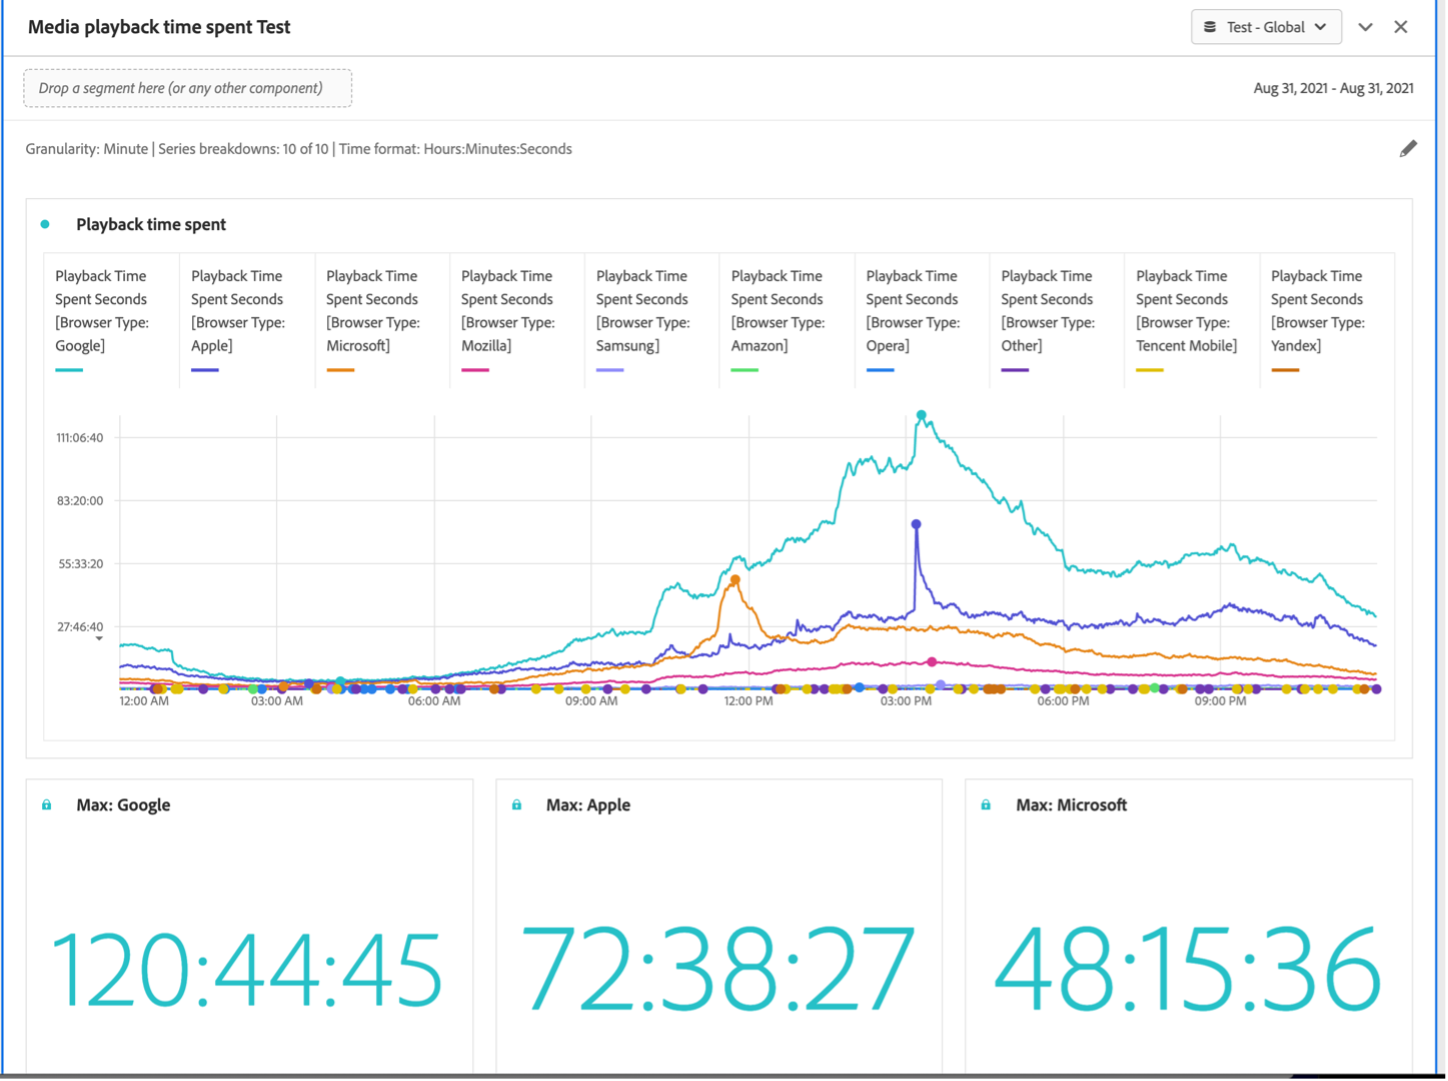 Media playback time spent Test
Test - Global
Drop a segment here (or any other component)
Aug 31, 2021 - Aug 31, 2021
Granularity: Minute | Series breakdowns: 10 of 10 | Time format: Hours:Minutes:Seconds
Playback time spent
Playback Time
Spent Seconds
[Browser Type:
Google]
Playback Time
Spent Seconds
[Browser Type:
Apple]
Playback Time
Spent Seconds
[Browser Type:
Microsoft]
Playback Time
Spent Seconds
[Browser Type:
Mozilla]
Playback Time
Spent Seconds
[Browser Type:
Samsung]
Playback Time
Spent Seconds
[Browser Type:
Amazon]
Playback Time
Spent Seconds
[Browser Type:
Opera]
Playback Time
Spent Seconds
[Browser Type:
Other]
Playback Time
Spent Seconds
[Browser Type:
Tencent Mobile]
Playback Time
Spent Seconds
[Browser Type:
Yandex]
111:06:40
83:20:00
55:33:20
27:46:40
12:00 AM 03:00 AM 06:00 AM 09:00 AM 12:00 PM 03:00 PM 06:00 PM 09:00 PM
Max: Google
120:44:45
Max: Apple
72:38:27
Max: Microsoft
48:15:36